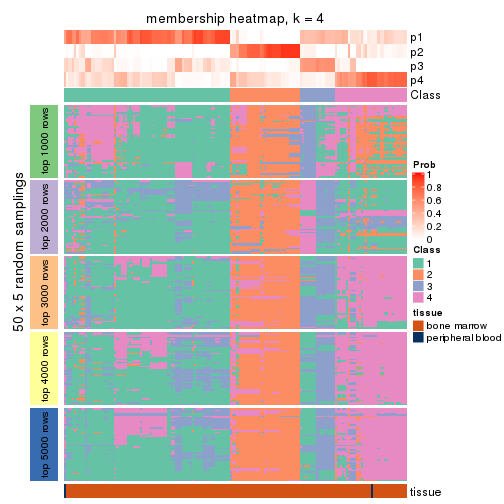 membership heatmap, k = 4
p1
p2
p3
p4
Class
50 x 5 random samplings
top 1000 rows
top 2000 rows
top 3000 rows
top 4000 rows
top 5000 rows
Prob
1
0.8
0.6
0.4
0.2
0
Class
1
2
3
4
tissue
bone marrow
peripheral blood
tissue